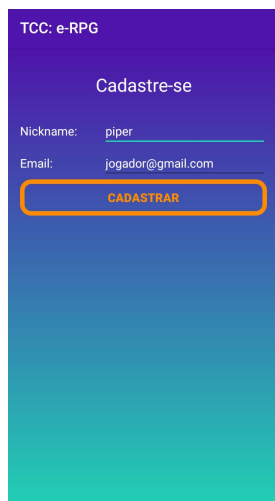 TCC: e-RPG
Cadastre-se
Nickname: piper
Email: jogador@gmail.com
CADASTRAR